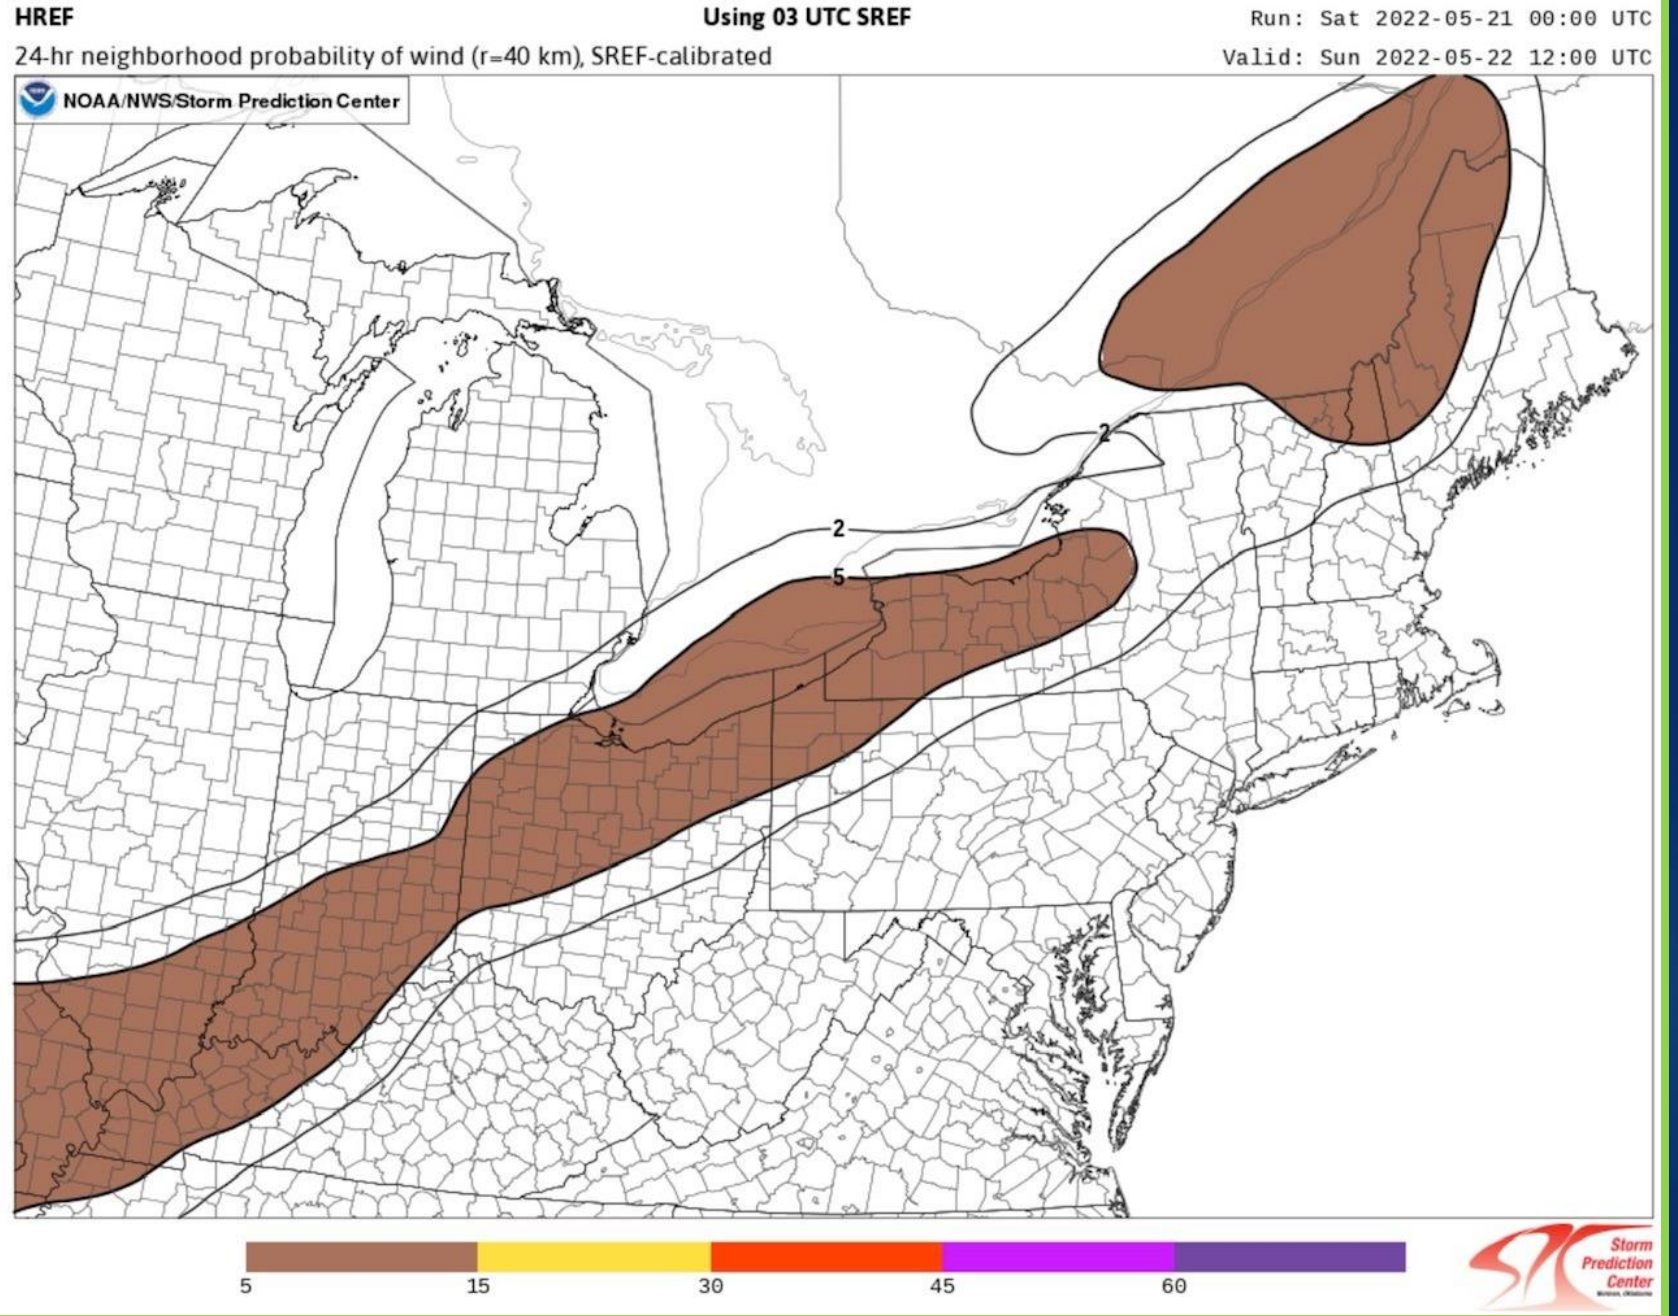 HREF
Using 03 UTC SREF
Run: Sat 2022-05-21 00:00 UTC
24-hr neighborhood probability of wind (r=40 km), SREF-calibrated
Valid: Sun 2022-05-22 12:00 UTC
NOAA/NWS/Storm Prediction Center
2
2
5
5
15
30
45
60
Storm
Prediction
Center
Norman, Oklahoma